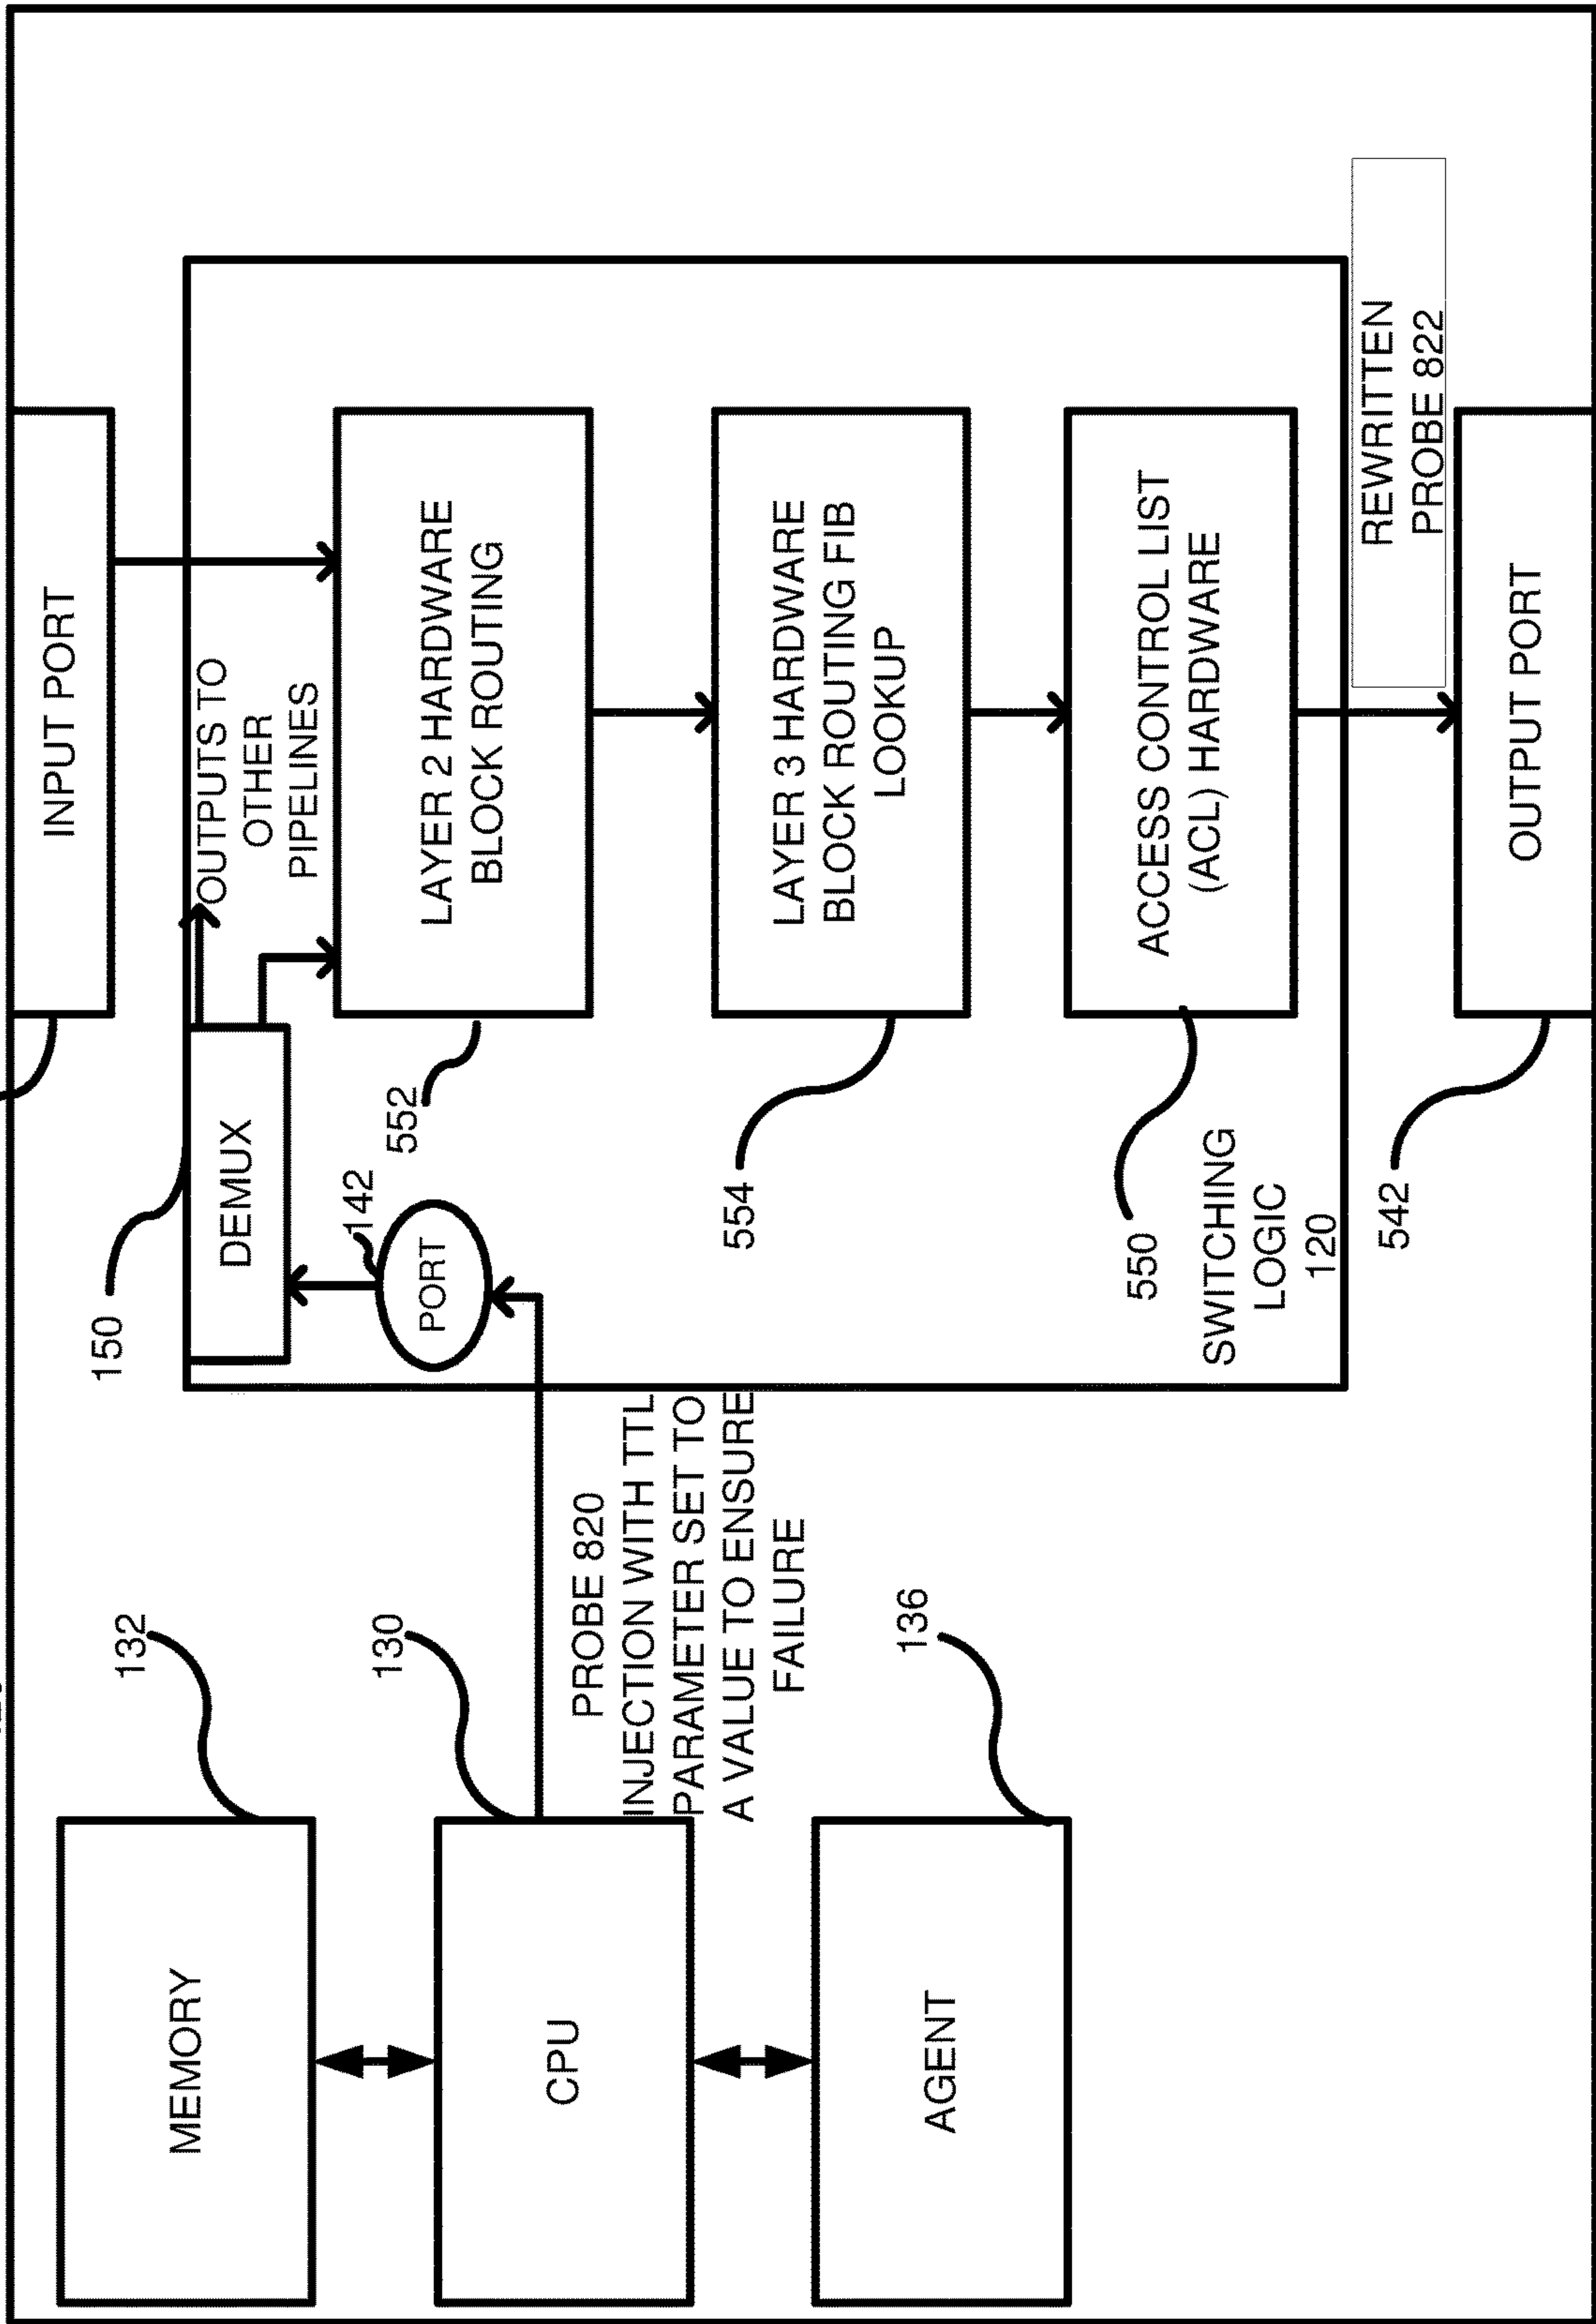 INPUT PORT
150
DEMUX
OUTPUTS TO
OTHER
PIPELINES
132
MEMORY
142
PORT
552
LAYER 2 HARDWARE
BLOCK ROUTING
130
CPU
PROBE 820
INJECTION WITH TTL
PARAMETER SET TO
A VALUE TO ENSURE
FAILURE
554
LAYER 3 HARDWARE
BLOCK ROUTING FIB
LOOKUP
136
AGENT
550
ACCESS CONTROL LIST
(ACL) HARDWARE
SWITCHING
LOGIC
120
REWRITTEN
PROBE 822
542
OUTPUT PORT